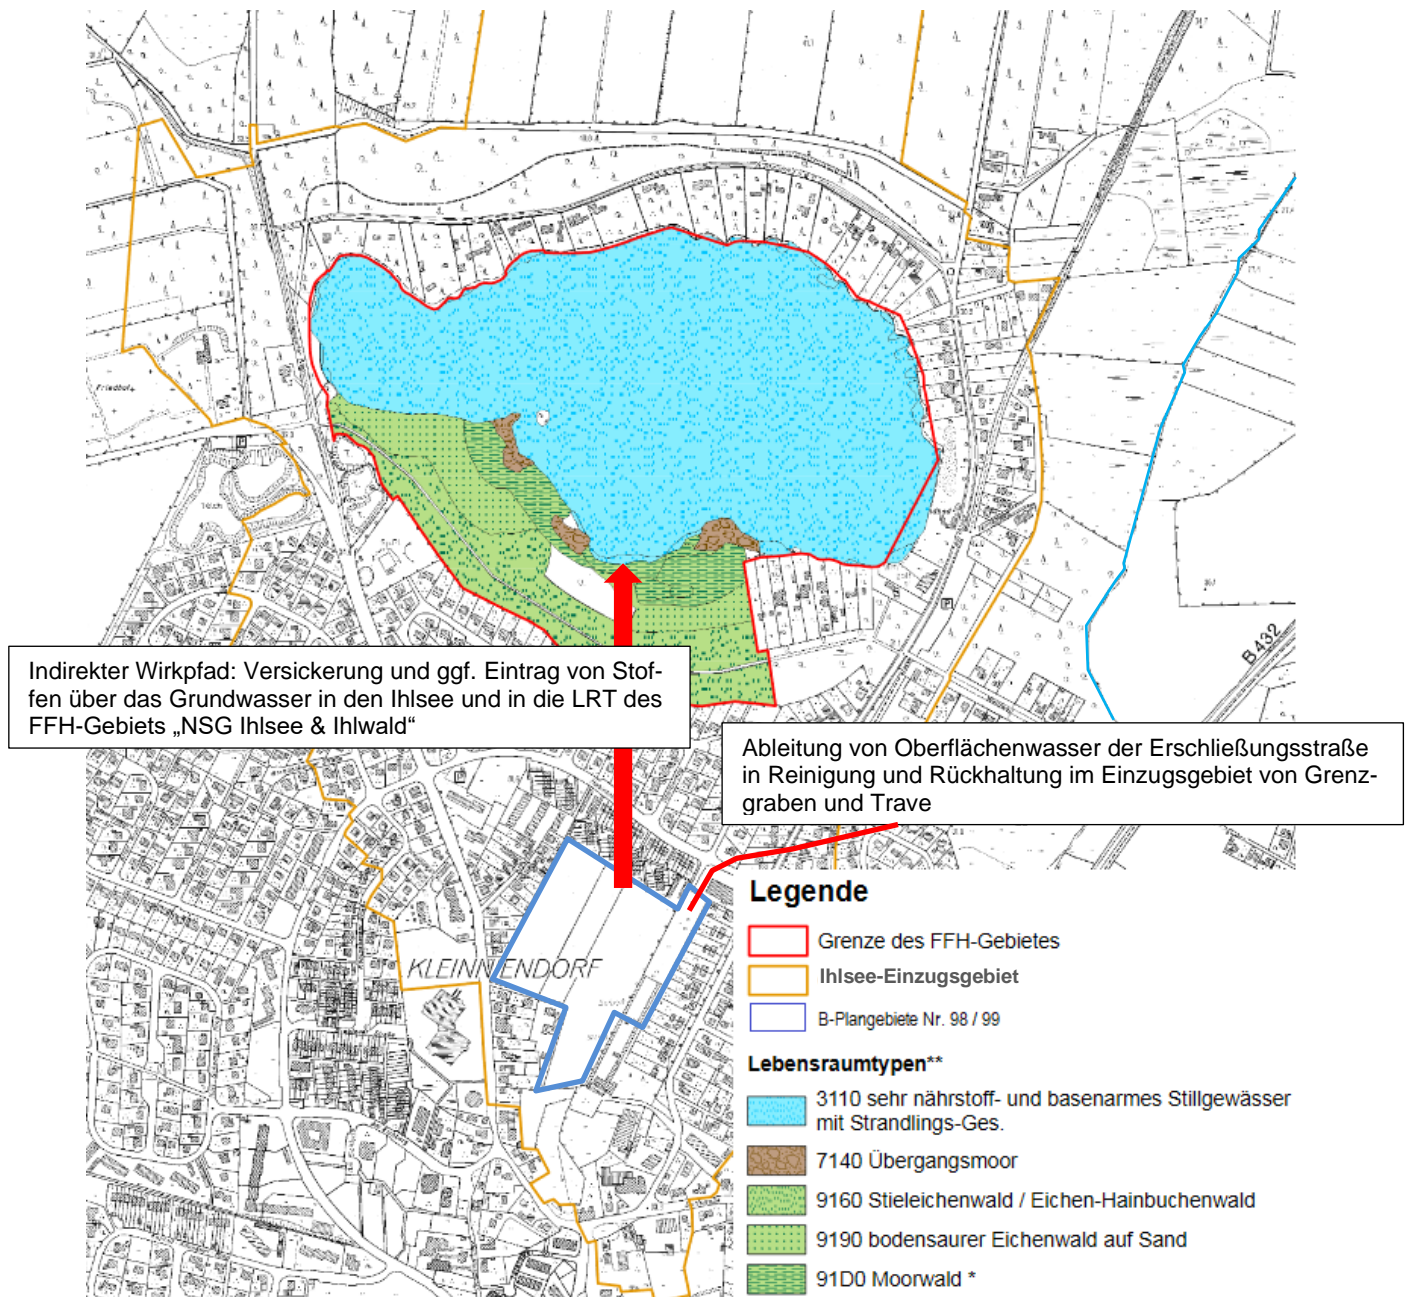 Friedhof
Teich
P
P
B 432
Indirekter Wirkpfad: Versickerung und ggf. Eintrag von Stof-
fen über das Grundwasser in den Ihlsee und in die LRT des
FFH-Gebiets „NSG Ihlsee & Ihlwald“
Ableitung von Oberflächenwasser der Erschließungsstraße
in Reinigung und Rückhaltung im Einzugsgebiet von Grenz-
graben und Trave
P
KLEINNIENDORF
Legende
Grenze des FFH-Gebietes
Ihlsee-Einzugsgebiet
B-Plangebiete Nr. 98 / 99
Lebensraumtypen**
3110 sehr nährstoff- und basenarmes Stillgewässer
mit Strandlings-Ges.
7140 Übergangsmoor
9160 Stieleichenwald / Eichen-Hainbuchenwald
9190 bodensaurer Eichenwald auf Sand
91D0 Moorwald *